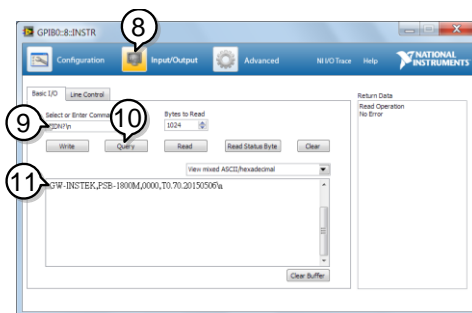 GPIB0::8::INSTR
8
Configuration
Input/Output
Advanced
NI I/O Trace
Help
NATIONAL
INSTRUMENTS
Basic I/O
Line Control
Return Data
Read Operation
No Error
9
Select or Enter Comma
10
Bytes to Read
DN?\n
1024
Write
Query
Read
Read Status Byte
Clear
View mixed ASCII/hexadecimal
11
GW-INSTEK,PSB-1800M,0000,T0.70.20150506\n
Clear Buffer